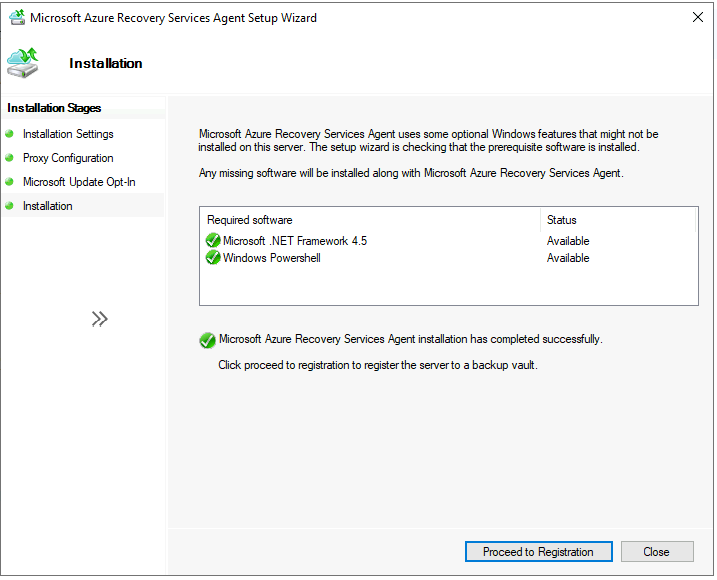 Microsoft Azure Recovery Services Agent Setup Wizard
Installation
Installation Stages
Installation Settings
Proxy Configuration
Microsoft Update Opt-In
Installation
Microsoft Azure Recovery Services Agent uses some optional Windows features that might not be
installed on this server. The setup wizard is checking that the prerequisite software is installed.
Any missing software will be installed along with Microsoft Azure Recovery Services Agent.
Required software Status
Microsoft .NET Framework 4.5 Available
Windows Powershell Available
Microsoft Azure Recovery Services Agent installation has completed successfully.
Click proceed to registration to register the server to a backup vault.
Proceed to Registration Close